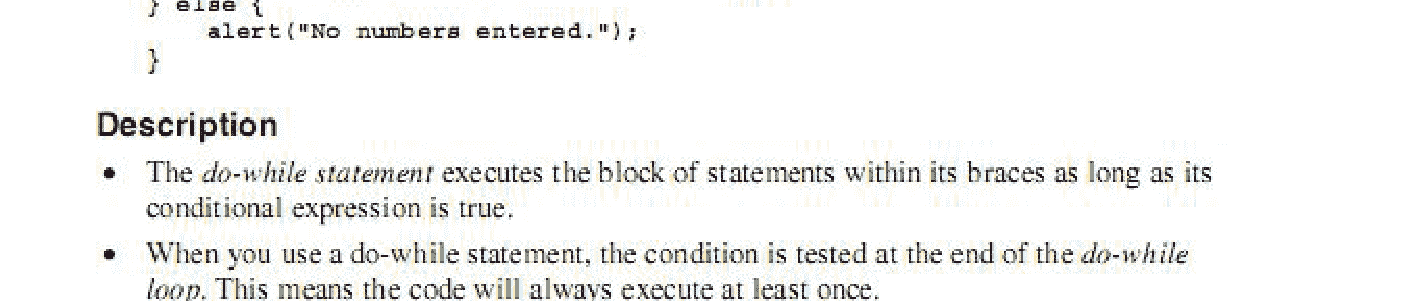 } else {
alert("No numbers entered.");
}
Description
• The do-while statement executes the block of statements within its braces as long as its
conditional expression is true.
• When you use a do-while statement, the condition is tested at the end of the do-while
loop. This means the code will always execute at least once.